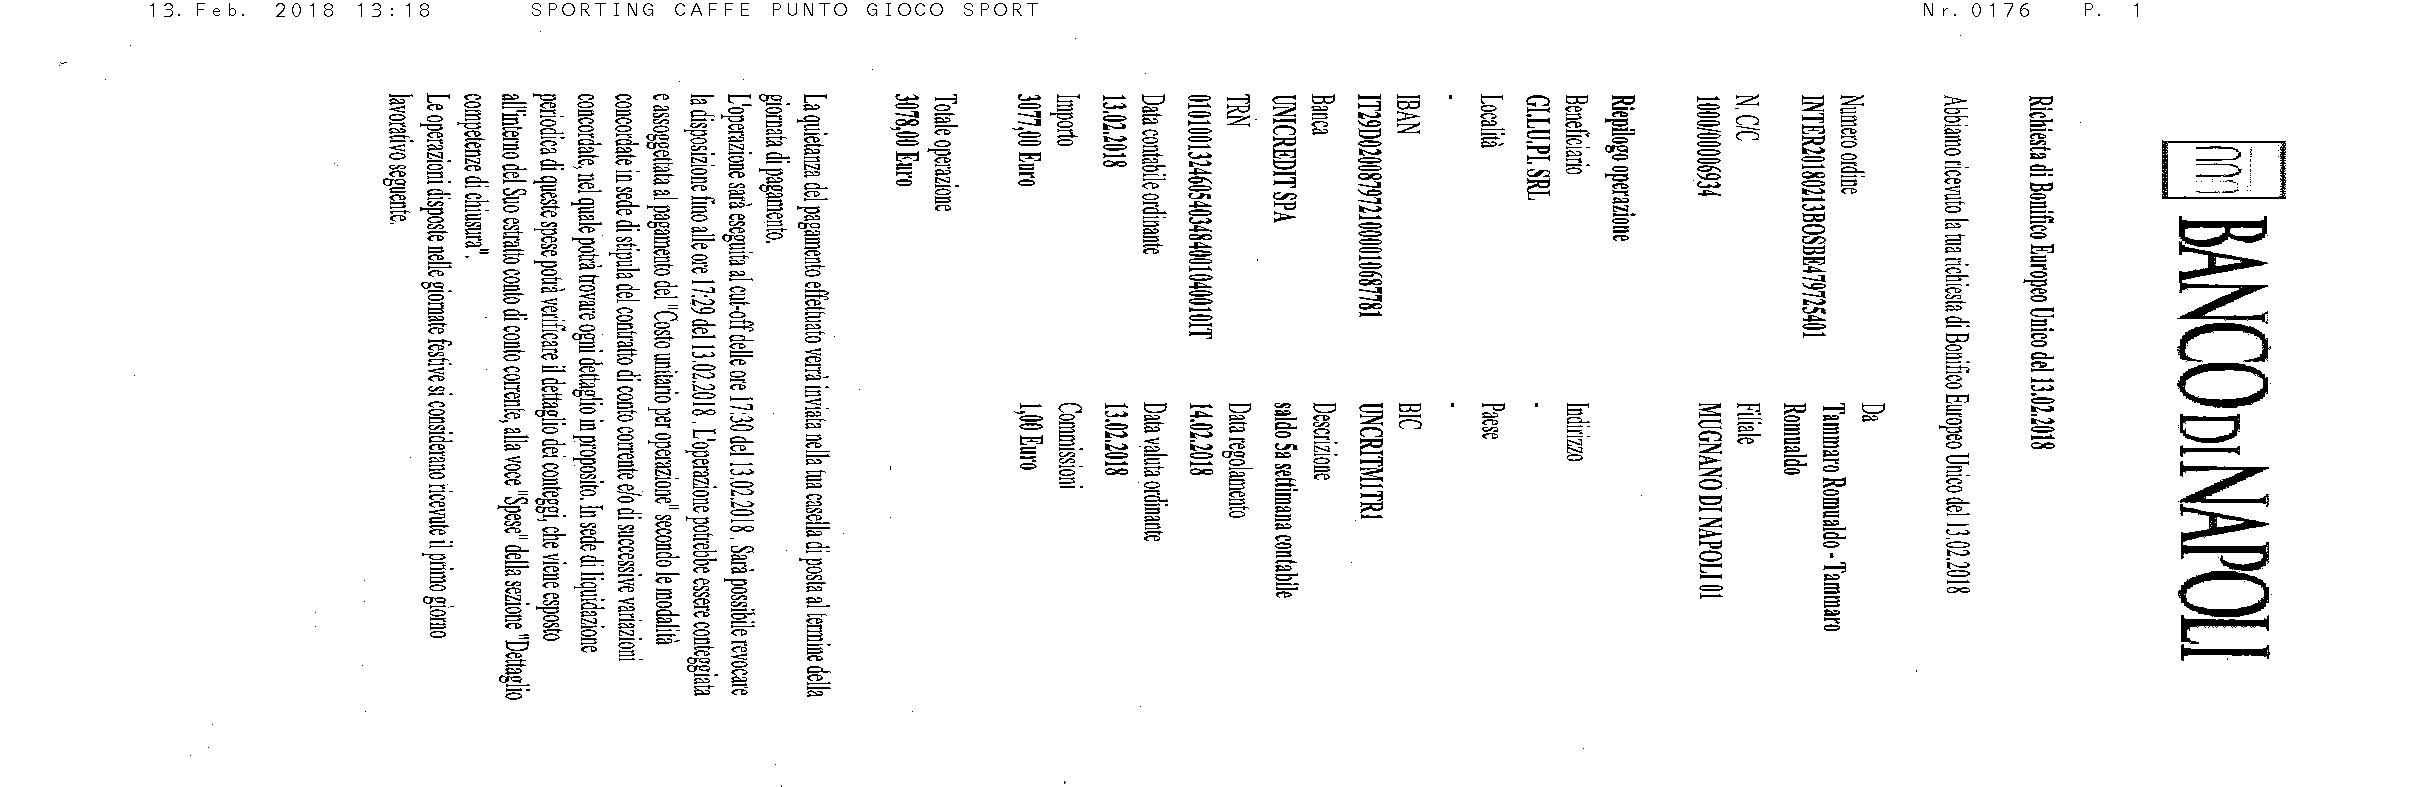 13. Feb. 2018 13:18 SPORTING CAFFE PUNTO GIOCO SPORT Nr. 0176 P. 1
BANCO DI NAPOLI
Richiesta di Bonifico Europeo Unico del 13.02.2018
Abbiamo ricevuto la tua richiesta di Bonifico Europeo Unico del 13.02.2018
Numero ordine Da
INTER20180213BOSBE479725401 Tammaro Romualdo - Tammaro
Romualdo
N. C/C Filiale
1000/00006934 MUGNANO DI NAPOLI 01
Riepilogo operazione
Beneficiario Indirizzo
GI.LU.PI. SRL -
Località Paese
- -
IBAN BIC
IT29D0200879721000010687781 UNCRITM1TR1
Banca Descrizione
UNICREDIT SPA saldo 5a settimana contabile
TRN Data regolamento
0101001324605403484001040010IT 14.02.2018
Data contabile ordinante Data valuta ordinante
13.02.2018 13.02.2018
Importo Commissioni
3077,00 Euro 1,00 Euro
Totale operazione
3078,00 Euro
La quietanza del pagamento effettuato verrà inviata nella tua casella di posta al termine della
giornata di pagamento.
L'operazione sarà eseguita al cut-off delle ore 17:30 del 13.02.2018. Sarà possibile revocare
la disposizione fino alle ore 17:29 del 13.02.2018. L'operazione potrebbe essere conteggiata
e assoggettata al pagamento del "Costo unitario per operazione" secondo le modalità
concordate in sede di stipula del contratto di conto corrente e/o di successive variazioni
concordate, nel quale potrà trovare ogni dettaglio in proposito. In sede di liquidazione
periodica di queste spese potrà verificare il dettaglio dei conteggi, che viene esposto
all'interno del Suo estratto conto di conto corrente, alla voce "Spese" della sezione "Dettaglio
competenze di chiusura".
Le operazioni disposte nelle giornate festive si considerano ricevute il primo giorno
lavorativo seguente.